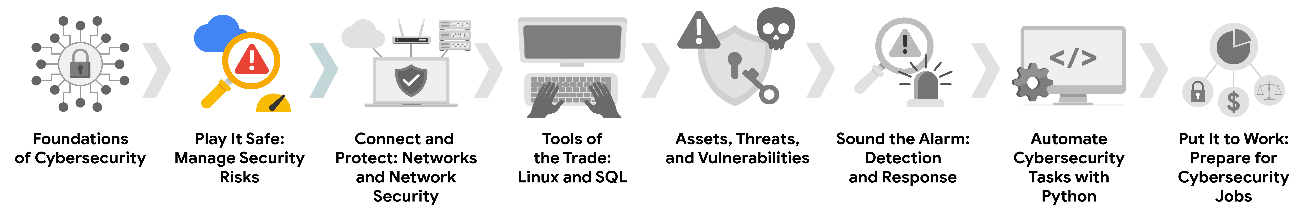 Foundations
of Cybersecurity
Play It Safe:
Manage Security
Risks
Connect and
Protect: Networks
and Network
Security
Tools of
the Trade:
Linux and SQL
Assets, Threats,
and Vulnerabilities
Sound the Alarm:
Detection
and Response
</>
Automate
Cybersecurity
Tasks with
Python
$
Put It to Work:
Prepare for
Cybersecurity
Jobs